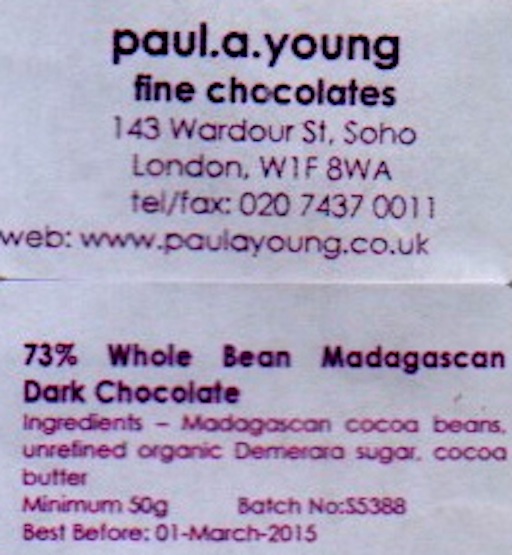 paul.a.young
fine chocolates
143 Wardour St, Soho
London, W1F 8WA
tel/fax: 020 7437 0011
web: www.paulayoung.co.uk
73% Whole Bean Madagascan
Dark Chocolate
Ingredients – Madagascan cocoa beans,
unrefined organic Demerara sugar, cocoa
butter
Minimum 50g Batch No:S5388
Best Before: 01-March-2015